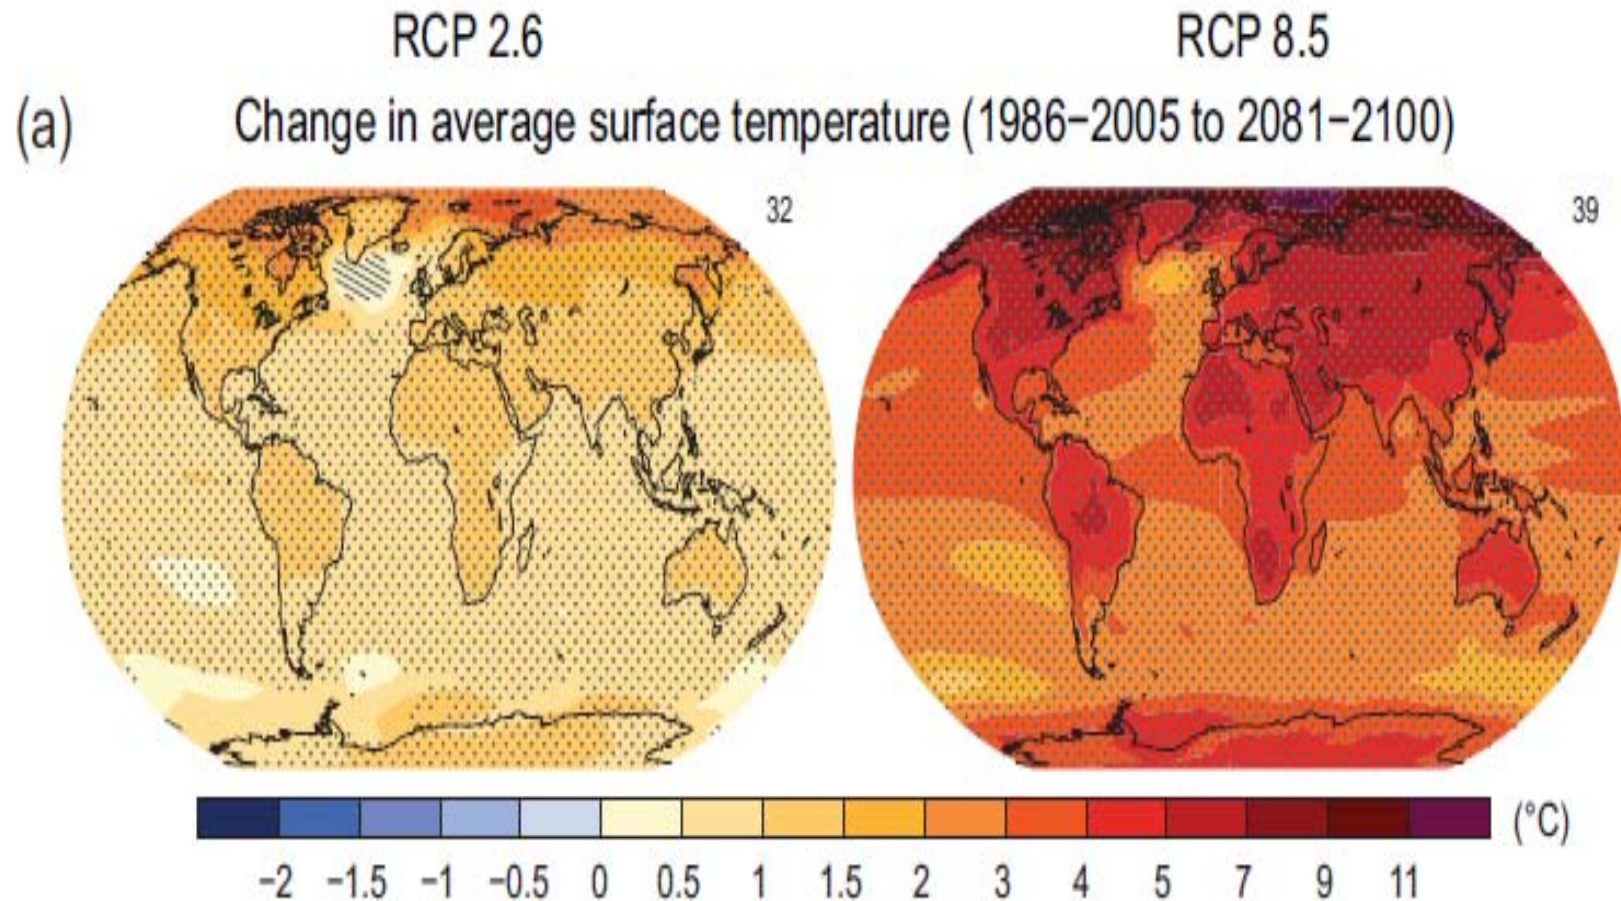 RCP 2.6 RCP 8.5
(a) Change in average surface temperature (1986−2005 to 2081−2100)
32 39
(°C)
−2 −1.5 −1 −0.5 0 0.5 1 1.5 2 3 4 5 7 9 11